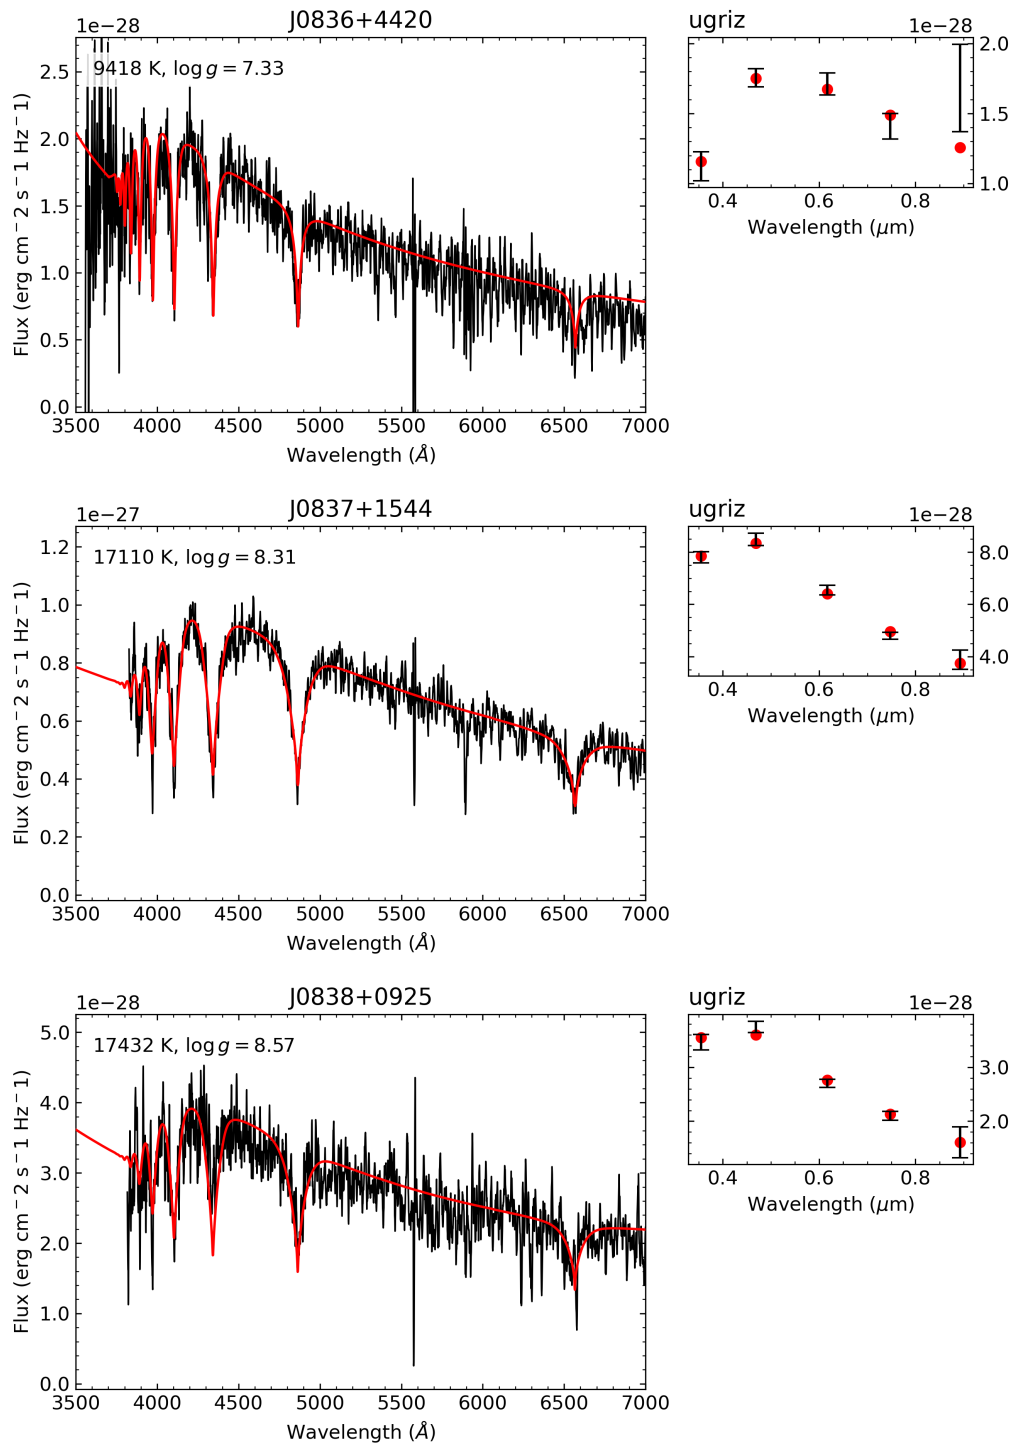 J0836+4420
1e−28
9418 K, log g = 7.33
2.5
2.0
1.5
1.0
0.5
0.0
3500 4000 4500 5000 5500 6000 6500 7000
Wavelength (Å)
Flux (erg cm−2 s−1 Hz−1)
ugriz
1e−28
2.0
1.5
1.0
0.4 0.6 0.8
Wavelength (μm)
J0837+1544
1e−27
17110 K, log g = 8.31
1.2
1.0
0.8
0.6
0.4
0.2
0.0
3500 4000 4500 5000 5500 6000 6500 7000
Wavelength (Å)
Flux (erg cm−2 s−1 Hz−1)
ugriz
1e−28
8.0
6.0
4.0
0.4 0.6 0.8
Wavelength (μm)
J0838+0925
1e−28
17432 K, log g = 8.57
5.0
4.0
3.0
2.0
1.0
0.0
3500 4000 4500 5000 5500 6000 6500 7000
Wavelength (Å)
Flux (erg cm−2 s−1 Hz−1)
ugriz
1e−28
3.0
2.0
0.4 0.6 0.8
Wavelength (μm)